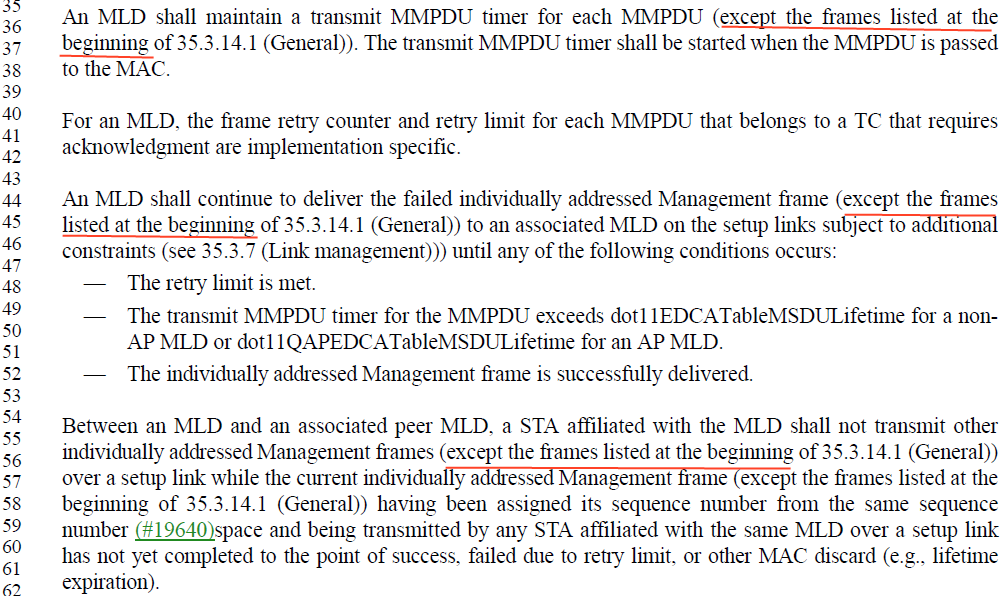 35
36 An MLD shall maintain a transmit MMPDU timer for each MMPDU (except the frames listed at the
37 beginning of 35.3.14.1 (General)). The transmit MMPDU timer shall be started when the MMPDU is passed
38 to the MAC.
39
40 For an MLD, the frame retry counter and retry limit for each MMPDU that belongs to a TC that requires
41
42 acknowledgment are implementation specific.
43
44 An MLD shall continue to deliver the failed individually addressed Management frame (except the frames
45 listed at the beginning of 35.3.14.1 (General)) to an associated MLD on the setup links subject to additional
46 constraints (see 35.3.7 (Link management))) until any of the following conditions occurs:
47
48 — The retry limit is met.
49
50 — The transmit MMPDU timer for the MMPDU exceeds dot11EDCATableMSDULifetime for a non-
51 AP MLD or dot11QAPEDCATableMSDULifetime for an AP MLD.
52 — The individually addressed Management frame is successfully delivered.
53
54 Between an MLD and an associated peer MLD, a STA affiliated with the MLD shall not transmit other
55
56 individually addressed Management frames (except the frames listed at the beginning of 35.3.14.1 (General))
57 over a setup link while the current individually addressed Management frame (except the frames listed at the
58 beginning of 35.3.14.1 (General)) having been assigned its sequence number from the same sequence
59 number (#19640)space and being transmitted by any STA affiliated with the same MLD over a setup link
60 has not yet completed to the point of success, failed due to retry limit, or other MAC discard (e.g., lifetime
61 expiration).
62